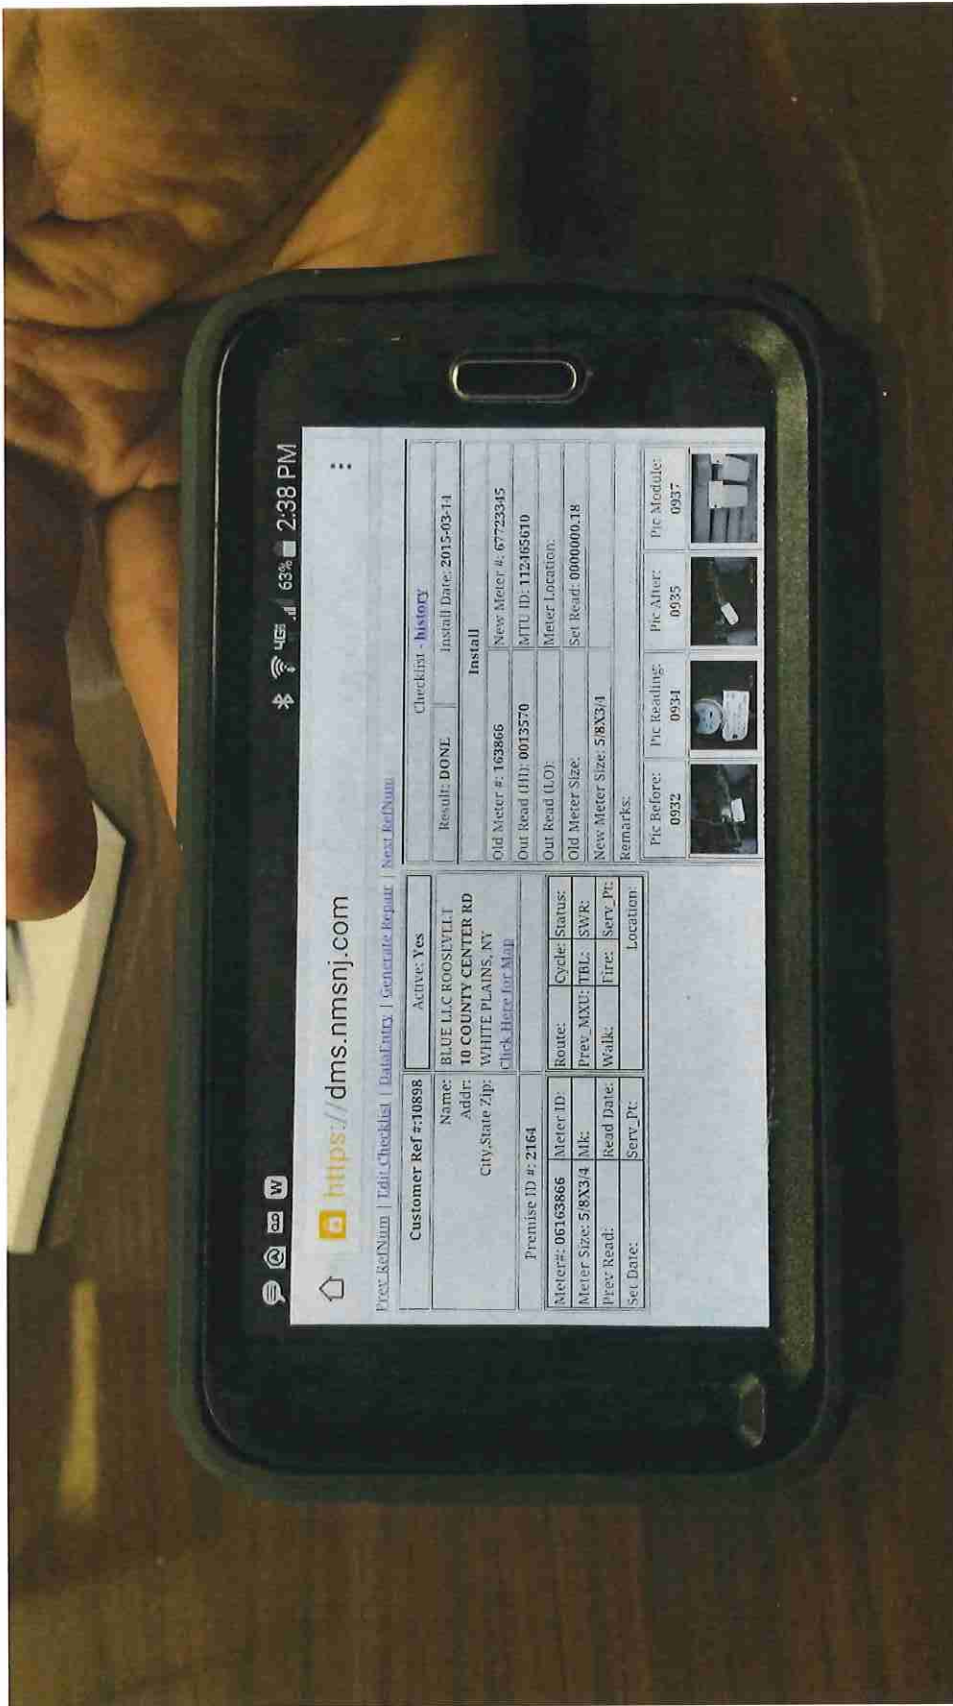 63% 2:38 PM
https://dms.nmsnj.com
Prev RefNum | Edit Checklist | DataEntry | Generate Repair | Next RefNum
Customer Ref #:10898 Active: Yes
Name: BLUE LLC ROOSEVELT
Addr: 10 COUNTY CENTER RD
City,State Zip: WHITE PLAINS, NY
Click Here for Map
Premise ID #: 2164
Meter#: 06163866 Meter ID: Route: Cycle: Status:
Meter Size: 5/8X3/4 Mk: Prev_MXU: TBL: SWR:
Prev Read: Read Date: Walk: Fire: Serv_Pt:
Set Date: Serv_Pt: Location:
Checklist - history
Result: DONE Install Date: 2015-03-14
Install
Old Meter #: 163866 New Meter #: 67723345
Out Read (HI): 0013570 MTU ID: 112465610
Out Read (LO): Meter Location:
Old Meter Size: Set Read: 0000000.18
New Meter Size: 5/8X3/4
Remarks:
Pic Before: Pic Reading: Pic After: Pic Module:
0932 0934 0935 0937